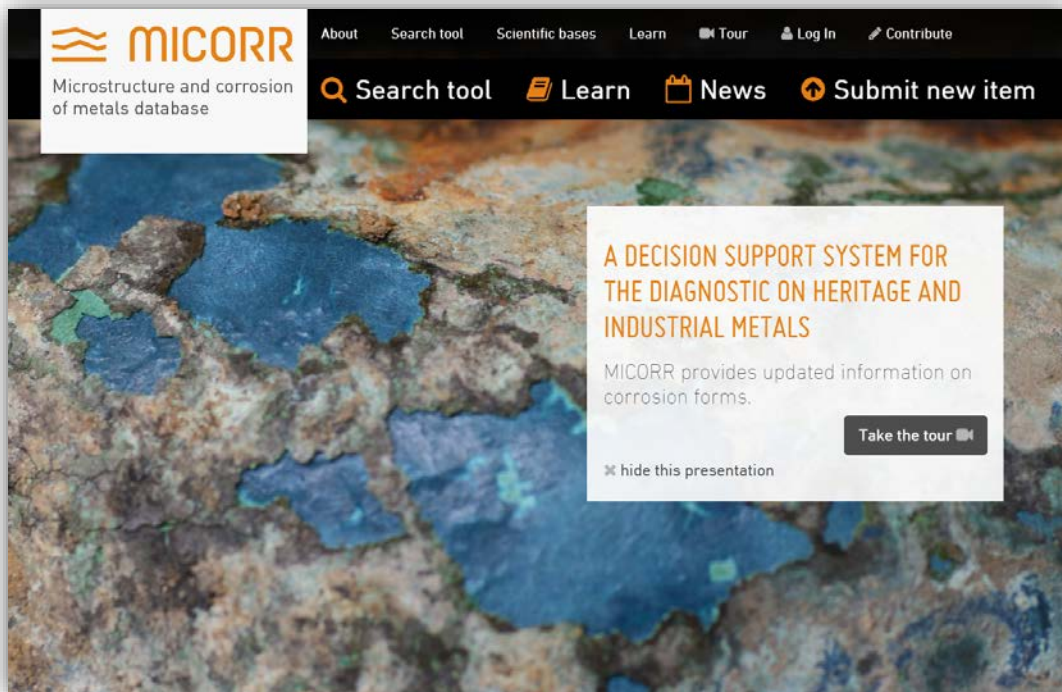 MICORR
Microstructure and corrosion
of metals database
About Search tool Scientific bases Learn Tour Log In Contribute
Search tool Learn News Submit new item
A DECISION SUPPORT SYSTEM FOR
THE DIAGNOSTIC ON HERITAGE AND
INDUSTRIAL METALS
MICORR provides updated information on
corrosion forms.
Take the tour
hide this presentation